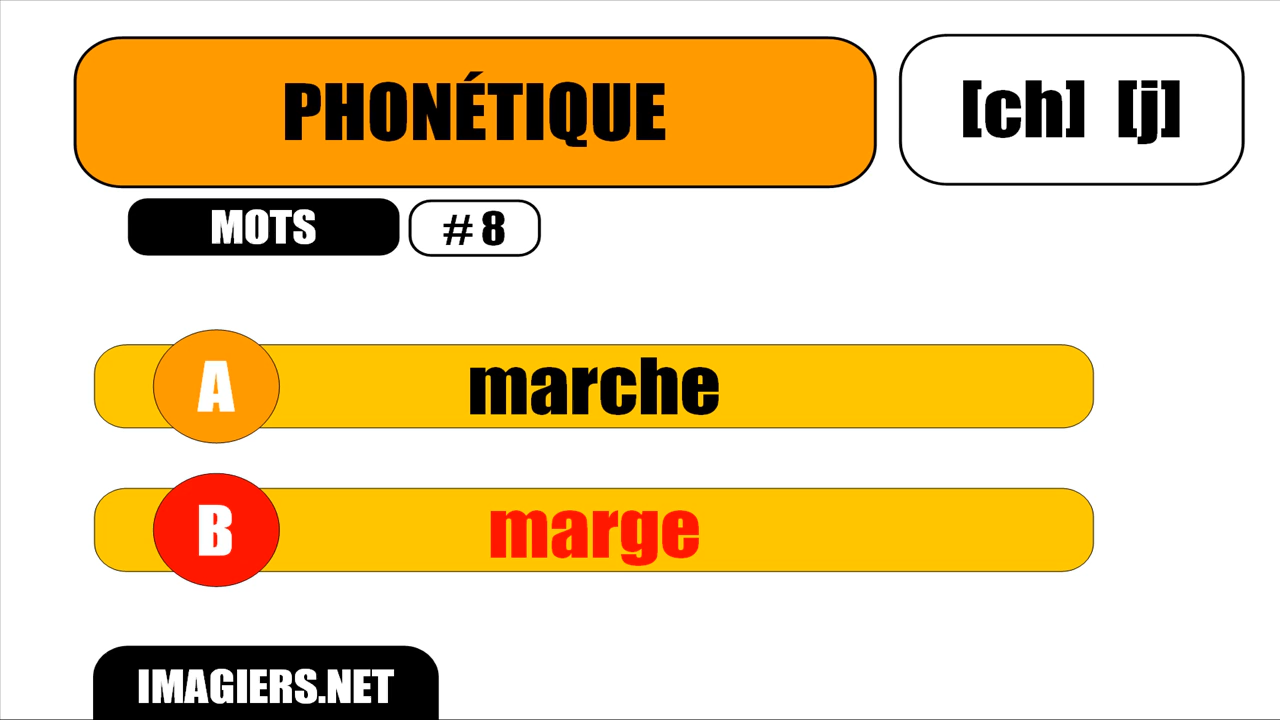 PHONÉTIQUE
[ch] [j]
MOTS
# 8
A
marche
B
marge
IMAGIERS.NET